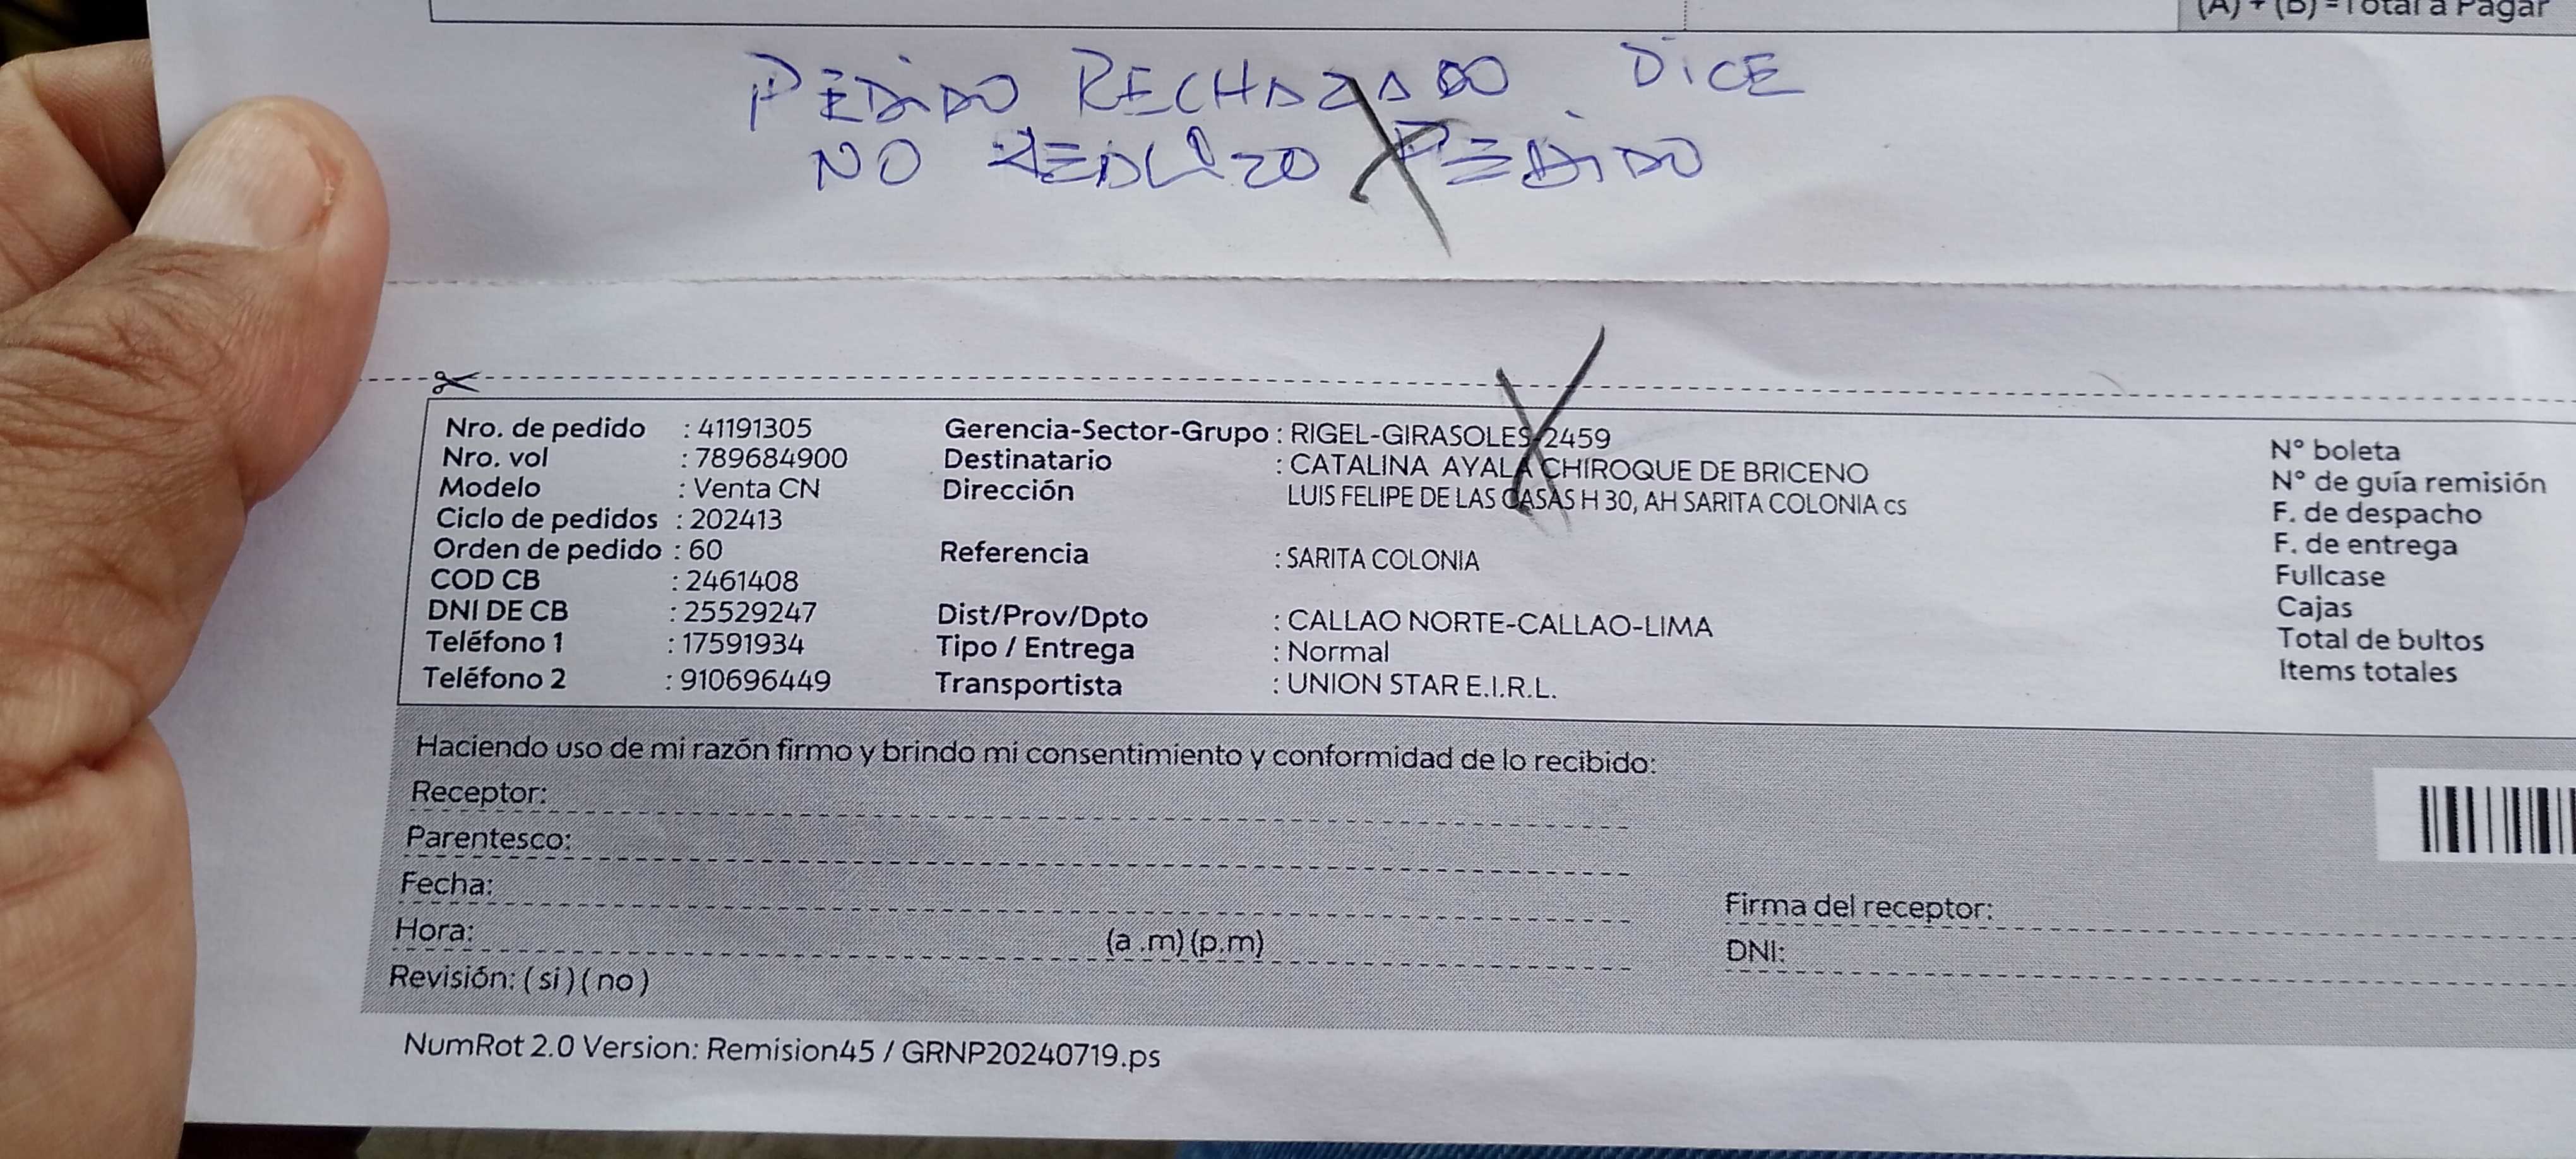 (A) + (B) = Total a Pagar
PEDIDO RECHAZADO. DICE
NO REALIZO PEDIDO
Nro. de pedido : 41191305
Nro. vol : 789684900
Modelo : Venta CN
Ciclo de pedidos : 202413
Orden de pedido : 60
COD CB : 2461408
DNI DE CB : 25529247
Teléfono 1 : 17591934
Teléfono 2 : 910696449
Gerencia-Sector-Grupo : RIGEL-GIRASOLES-2459
Destinatario : CATALINA AYALA CHIROQUE DE BRICENO
Dirección LUIS FELIPE DE LAS CASAS H 30, AH SARITA COLONIA cs
Referencia : SARITA COLONIA
Dist/Prov/Dpto : CALLAO NORTE-CALLAO-LIMA
Tipo / Entrega : Normal
Transportista : UNION STAR E.I.R.L.
N° boleta
N° de guía remisión
F. de despacho
F. de entrega
Fullcase
Cajas
Total de bultos
Items totales
Haciendo uso de mi razón firmo y brindo mi consentimiento y conformidad de lo recibido:
Receptor:
Parentesco:
Fecha:
Hora: (a .m) (p.m)
Revisión: ( si ) ( no )
Firma del receptor:
DNI:
NumRot 2.0 Version: Remision45 / GRNP20240719.ps